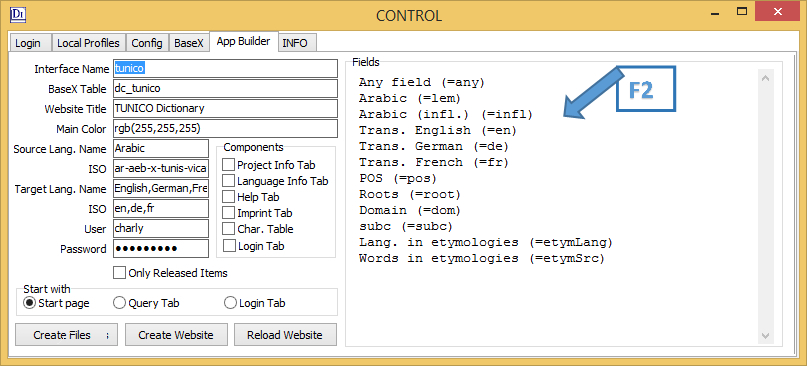 DI CONTROL
Login Local Profiles Config BaseX App Builder INFO
Interface Name tunico
BaseX Table dc_tunico
Website Title TUNICO Dictionary
Main Color rgb(255,255,255)
Source Lang. Name Arabic
ISO ar-aeb-x-tunis-vica
Target Lang. Name English,German,Fre
ISO en,de,fr
User charly
Password ●●●●●●●●●
Components
Project Info Tab
Language Info Tab
Help Tab
Imprint Tab
Char. Table
Login Tab
Only Released Items
Start with
Start page Query Tab Login Tab
Create Files ; Create Website Reload Website
Fields
Any field (=any)
Arabic (=lem)
Arabic (infl.) (=infl)
Trans. English (=en)
Trans. German (=de)
Trans. French (=fr)
POS (=pos)
Roots (=root)
Domain (=dom)
subc (=subc)
Lang. in etymologies (=etymLang)
Words in etymologies (=etymSrc)
F2